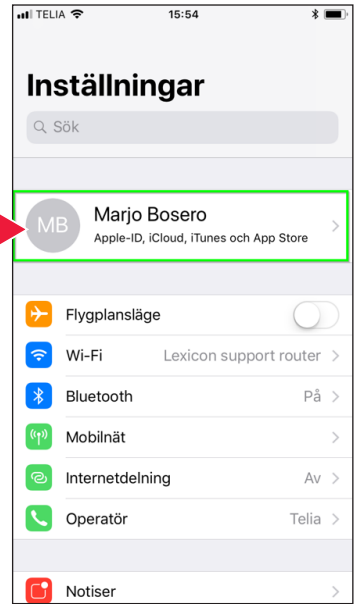 TELIA 15:54
Inställningar
Sök
MB
Marjo Bosero
Apple-ID, iCloud, iTunes och App Store
Flygplansläge
Wi-Fi Lexicon support router
Bluetooth På
Mobilnät
Internetdelning Av
Operatör Telia
Notiser